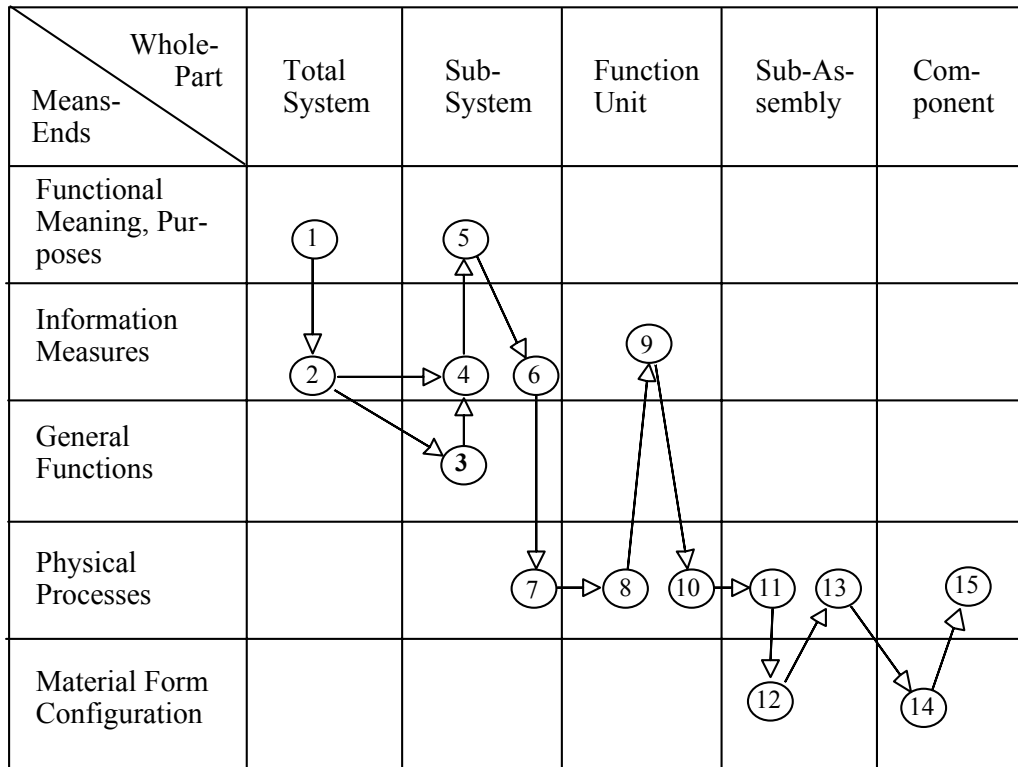 Whole-
Part
Means-
Ends
Total
System
Sub-
System
Function
Unit
Sub-As-
sembly
Com-
ponent
Functional
Meaning, Pur-
poses
1
5
Information
Measures
9
2
4
6
General
Functions
3
Physical
Processes
7
8
10
11
13
15
Material Form
Configuration
12
14